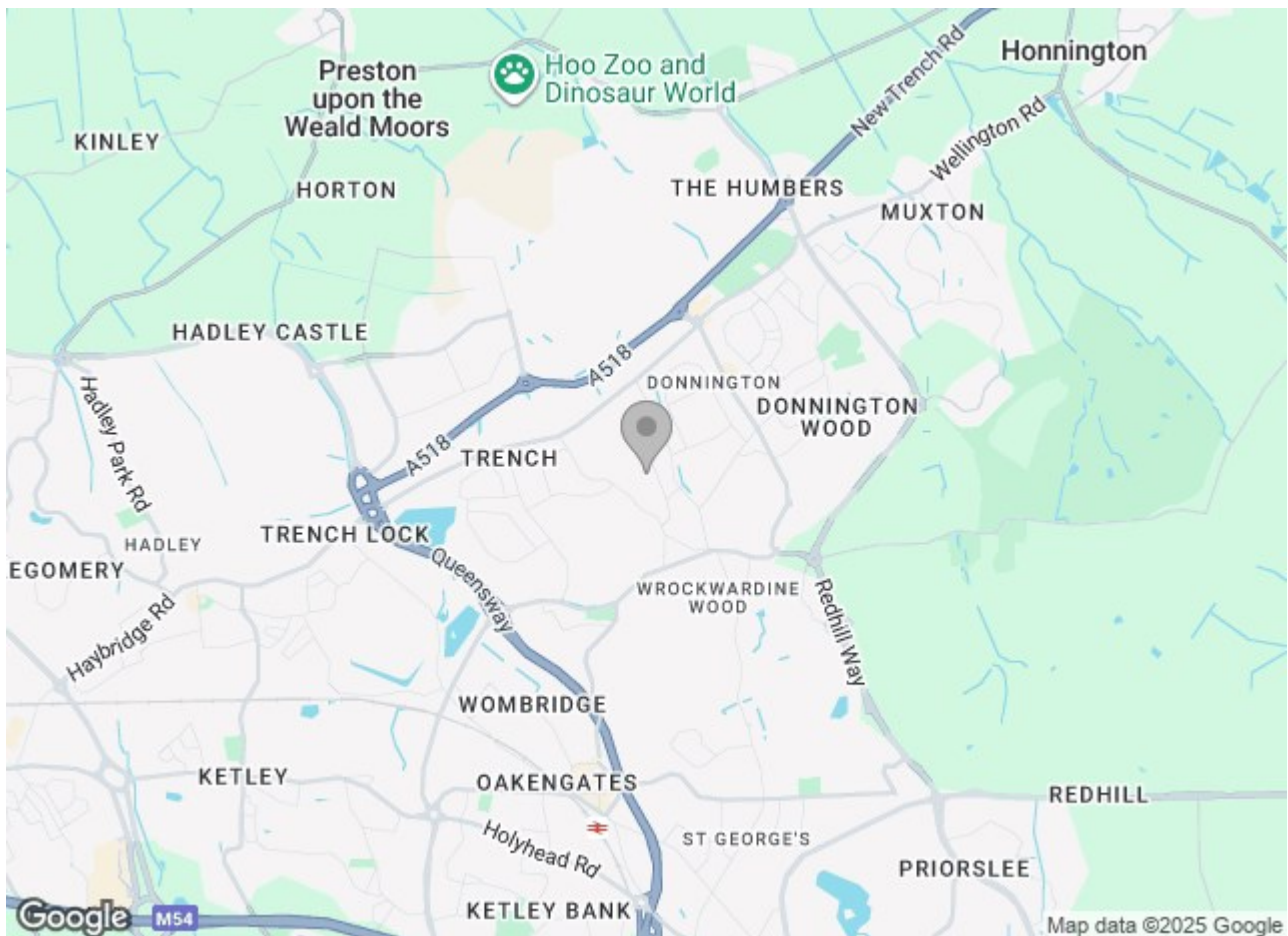 Preston
upon the
Weald Moors
Hoo Zoo and
Dinosaur World
New Trench Rd
Honnington
Wellington Rd
KINLEY
HORTON
THE HUMBERS
MUXTON
HADLEY CASTLE
Hadley Park Rd
A518
DONNINGTON
DONNINGTON
WOOD
A518
TRENCH
TRENCH LOCK
HADLEY
EGOMERY
Queensway
WROCKWARDINE
WOOD
Redhill Way
Haybridge Rd
WOMBRIDGE
KETLEY
OAKENGATES
REDHILL
Holyhead Rd
ST GEORGE'S
PRIORSLEE
KETLEY BANK
Google
M54
Map data ©2025 Google